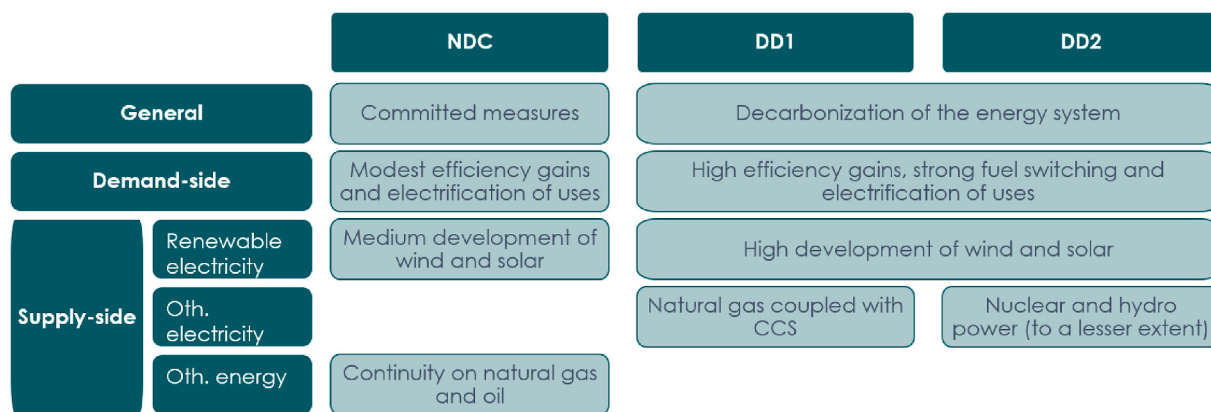 NDC
DD1
DD2
General
Committed measures
Decarbonization of the energy system
Demand-side
Modest efficiency gains
and electrification of uses
High efficiency gains, strong fuel switching and
electrification of uses
Supply-side
Renewable
electricity
Medium development of
wind and solar
High development of wind and solar
Oth.
electricity
Natural gas coupled with
CCS
Nuclear and hydro
power (to a lesser extent)
Oth. energy
Continuity on natural gas
and oil